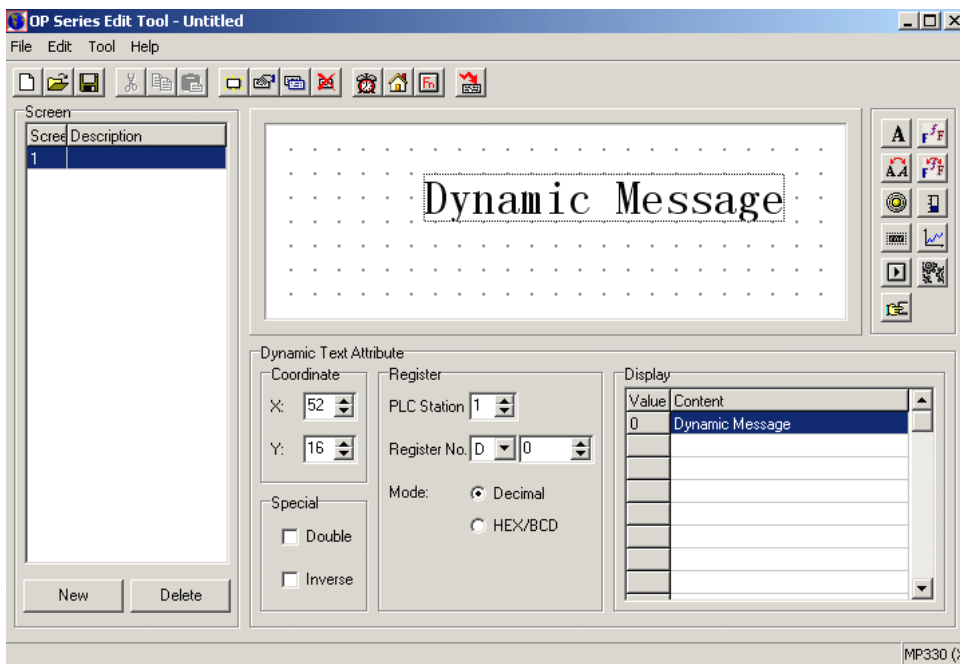 OP Series Edit Tool - Untitled
File Edit Tool Help
Screen
Scree Description
1
Dynamic Message
A
Dynamic Text Attribute
Coordinate
X: 52
Y: 16
Special
Double
Inverse
Register
PLC Station 1
Register No. D 0
Mode: Decimal
HEX/BCD
Display
Value Content
0 Dynamic Message
New Delete
MP330 (